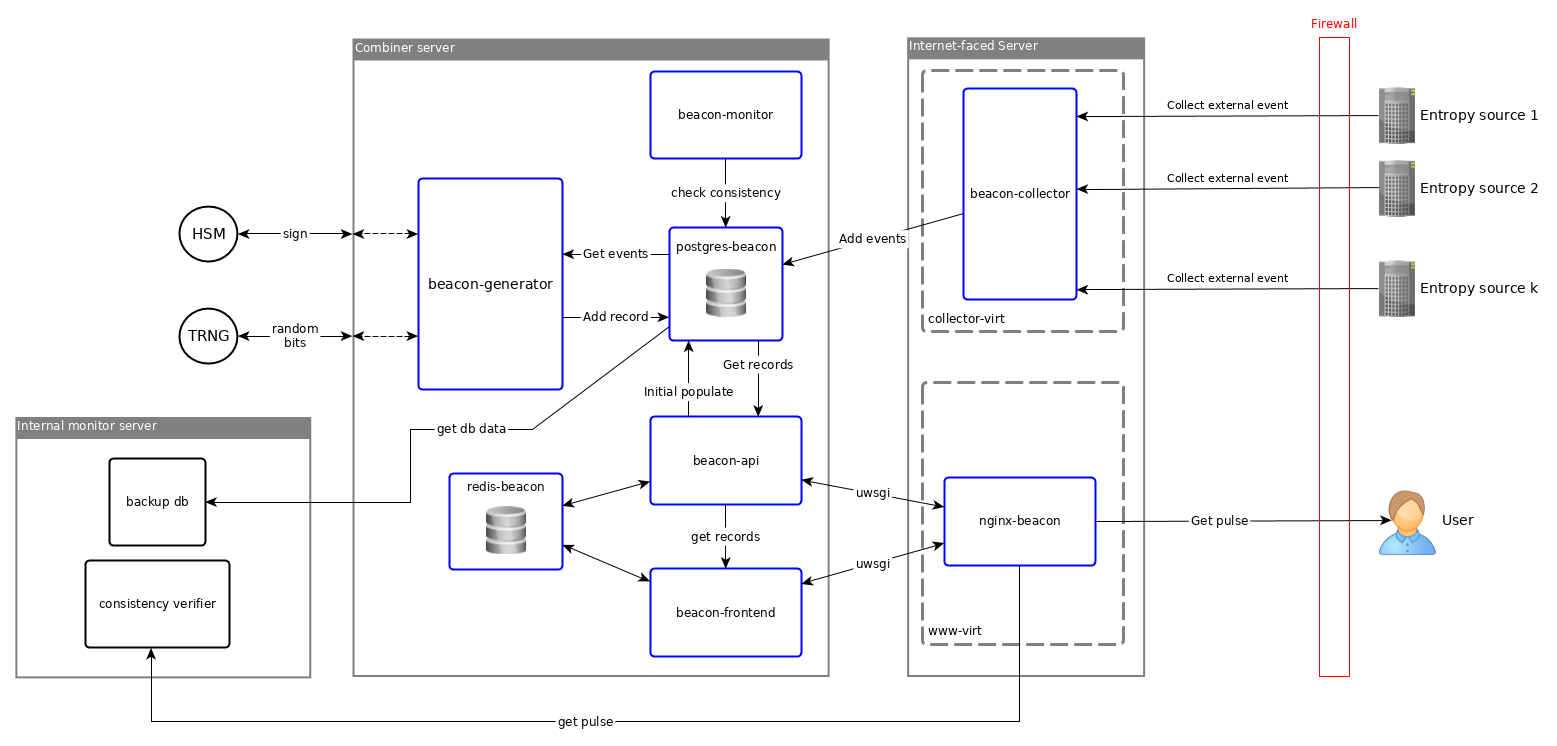 Firewall
Combiner server
Internet-faced Server
beacon-monitor
Collect external event
Entropy source 1
check consistency
Collect external event
Entropy source 2
beacon-collector
HSM
sign
Get events
postgres-beacon
Add events
beacon-generator
Collect external event
Entropy source k
Add record
collector-virt
TRNG
random
bits
Get records
Initial populate
Internal monitor server
get db data
beacon-api
redis-beacon
uwsgi
backup db
nginx-beacon
Get pulse
User
get records
uwsgi
consistency verifier
beacon-frontend
www-virt
get pulse